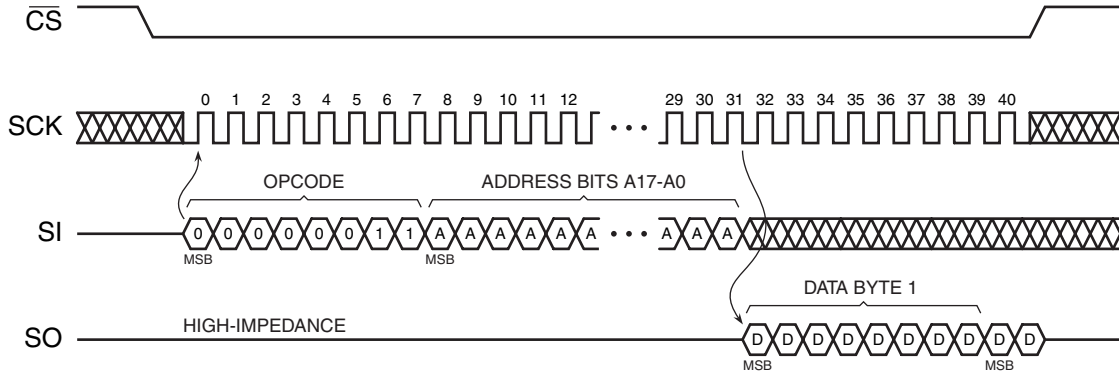 CS
0 1 2 3 4 5 6 7 8 9 10 11 12 29 30 31 32 33 34 35 36 37 38 39 40
SCK
OPCODE ADDRESS BITS A17-A0
SI 0 0 0 0 0 0 1 1 A A A A A A A A A
MSB MSB
DATA BYTE 1
HIGH-IMPEDANCE
SO D D D D D D D D D D
MSB MSB